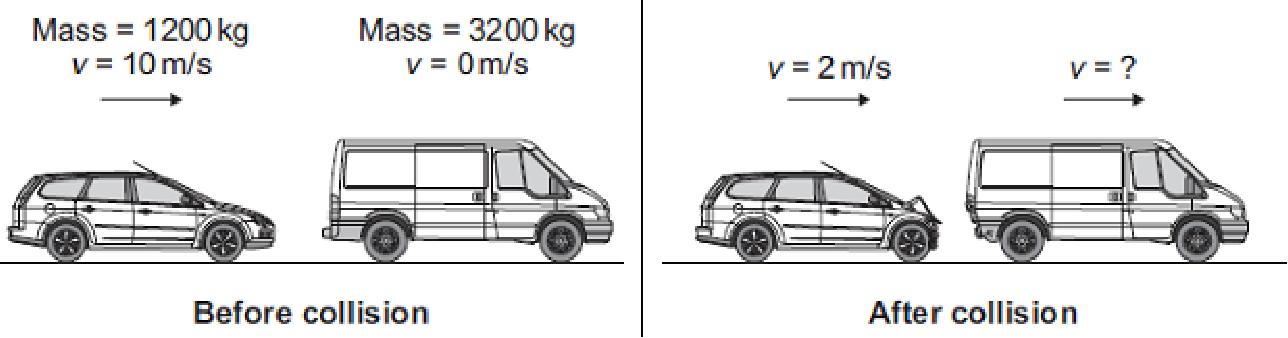 Mass = 1200 kg
v = 10 m/s
Mass = 3200 kg
v = 0 m/s
Before collision
v = 2 m/s
v = ?
After collision